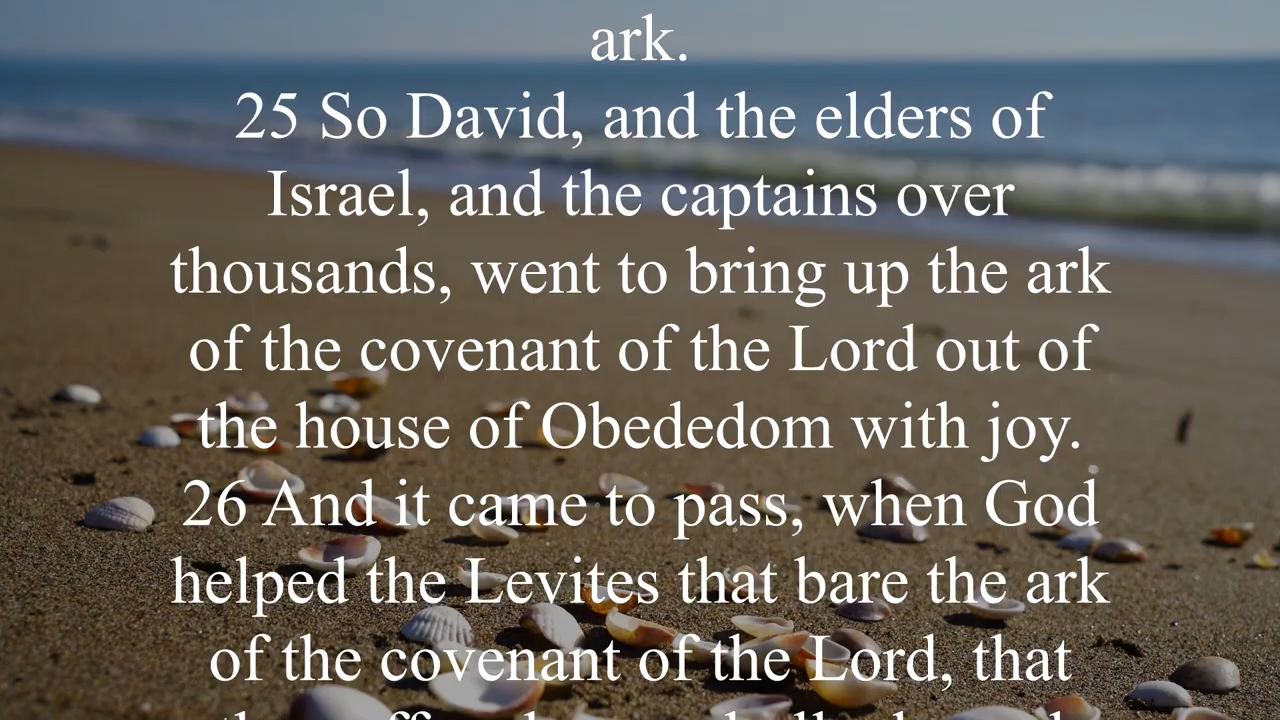 ark.
25 So David, and the elders of
Israel, and the captains over
thousands, went to bring up the ark
of the covenant of the Lord out of
the house of Obededom with joy.
26 And it came to pass, when God
helped the Levites that bare the ark
of the covenant of the Lord, that